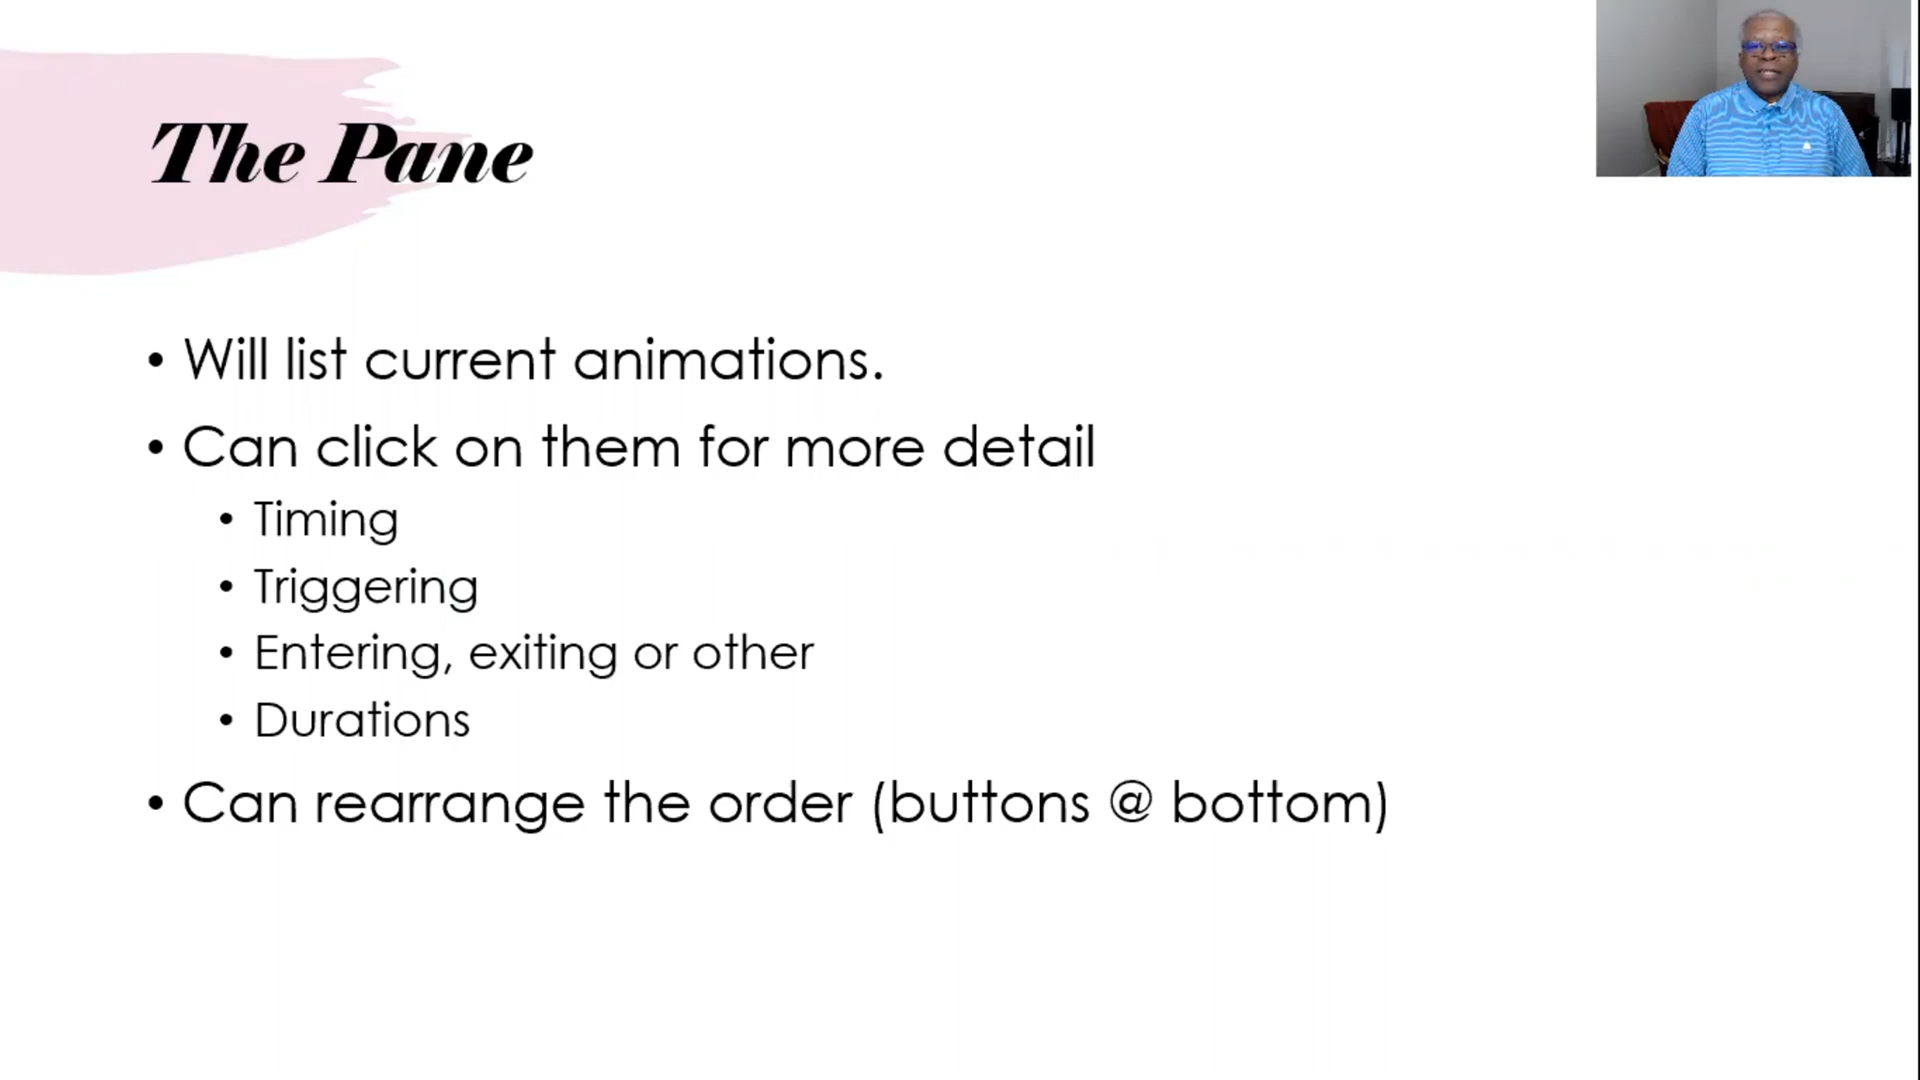 The Pane
• Will list current animations.
• Can click on them for more detail
• Timing
• Triggering
• Entering, exiting or other
• Durations
• Can rearrange the order (buttons @ bottom)